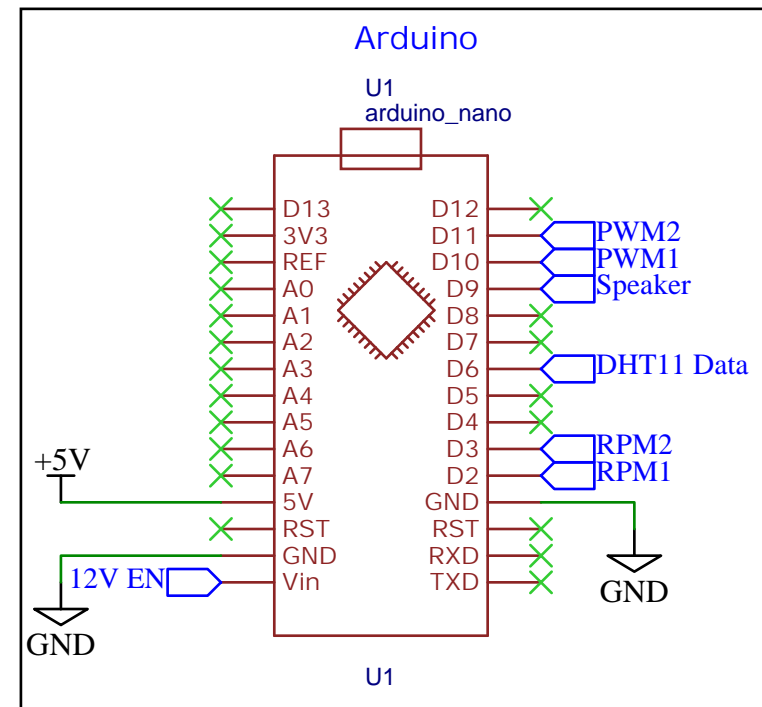 Arduino
U1
arduino_nano
D13 D12
3V3 D11 PWM2
REF D10 PWM1
A0 D9 Speaker
A1 D8
A2 D7
A3 D6 DHT11 Data
A4 D5
A5 D4
A6 D3 RPM2
+5V A7 D2 RPM1
5V GND
RST RST
GND RXD
12V EN Vin TXD GND
GND
U1